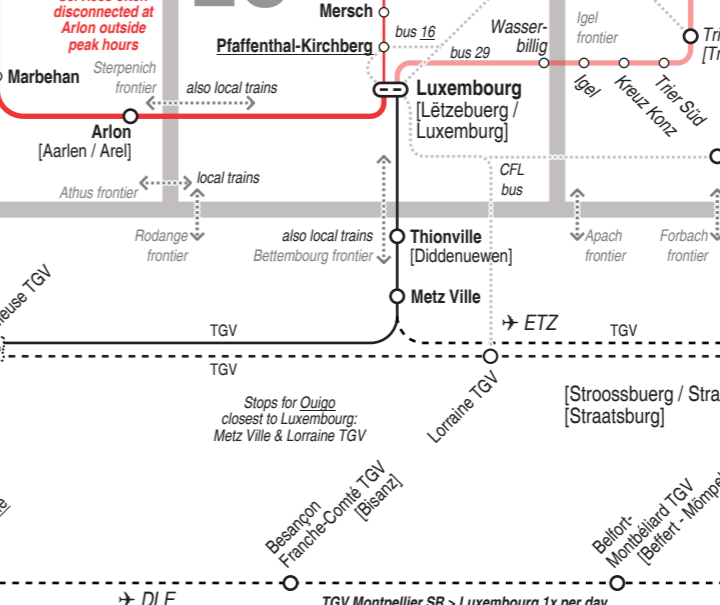 disconnected at
Arlon outside
peak hours
Mersch
bus 16
Pfaffenthal-Kirchberg
bus 29
Wasser-
billig
Igel
frontier
Marbehan
Sterpenich
frontier
also local trains
Luxembourg
[Lëtzebuerg /
Luxemburg]
Igel
Kreuz Konz
Trier Süd
Arlon
[Aarlen / Arel]
CFL
bus
Athus frontier
local trains
Rodange
frontier
also local trains
Bettembourg frontier
Thionville
[Diddenuewen]
Apach
frontier
Forbach
frontier
Metz Ville
TGV
TGV
✈ ETZ
TGV
TGV
Stops for Ouigo
closest to Luxembourg:
Metz Ville & Lorraine TGV
Lorraine TGV
[Stroossbuerg /
[Straatsburg]
Besançon
Franche-Comté TGV
[Bisanz]
Belfort-
Montbéliard TGV
[Beffert -
✈ DLE
TGV Montpellier SR > Luxembourg 1x per day